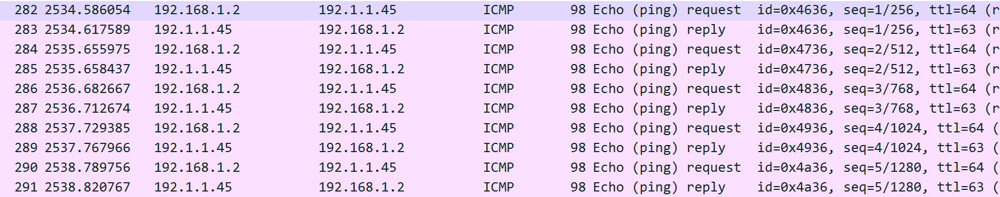 282 2534.586054 192.168.1.2 192.1.1.45 ICMP 98 Echo (ping) request id=0x4636, seq=1/256, ttl=64 (r
283 2534.617589 192.1.1.45 192.168.1.2 ICMP 98 Echo (ping) reply id=0x4636, seq=1/256, ttl=63 (r
284 2535.655975 192.168.1.2 192.1.1.45 ICMP 98 Echo (ping) request id=0x4736, seq=2/512, ttl=64 (r
285 2535.658437 192.1.1.45 192.168.1.2 ICMP 98 Echo (ping) reply id=0x4736, seq=2/512, ttl=63 (r
286 2536.682667 192.168.1.2 192.1.1.45 ICMP 98 Echo (ping) request id=0x4836, seq=3/768, ttl=64 (r
287 2536.712674 192.1.1.45 192.168.1.2 ICMP 98 Echo (ping) reply id=0x4836, seq=3/768, ttl=63 (r
288 2537.729385 192.168.1.2 192.1.1.45 ICMP 98 Echo (ping) request id=0x4936, seq=4/1024, ttl=64 (
289 2537.767966 192.1.1.45 192.168.1.2 ICMP 98 Echo (ping) reply id=0x4936, seq=4/1024, ttl=63 (
290 2538.789756 192.168.1.2 192.1.1.45 ICMP 98 Echo (ping) request id=0x4a36, seq=5/1280, ttl=64 (
291 2538.820767 192.1.1.45 192.168.1.2 ICMP 98 Echo (ping) reply id=0x4a36, seq=5/1280, ttl=63 (